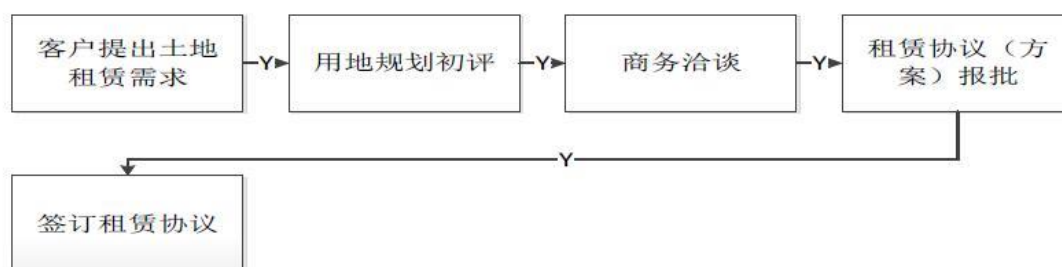 客户提出土地
租赁需求
Y
用地规划初评
Y
商务洽谈
Y
租赁协议（方
案）报批
Y
签订租赁协议